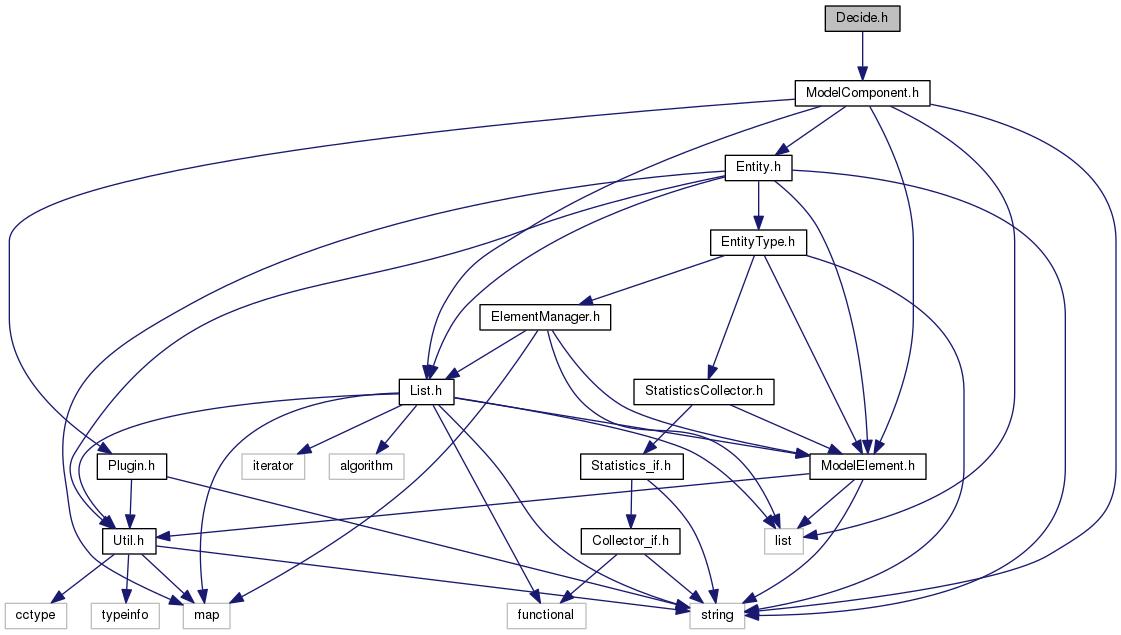 Decide.h
ModelComponent.h
Entity.h
EntityType.h
ElementManager.h
List.h
StatisticsCollector.h
Plugin.h
iterator
algorithm
Statistics_if.h
ModelElement.h
Util.h
Collector_if.h
list
cctype
typeinfo
map
functional
string